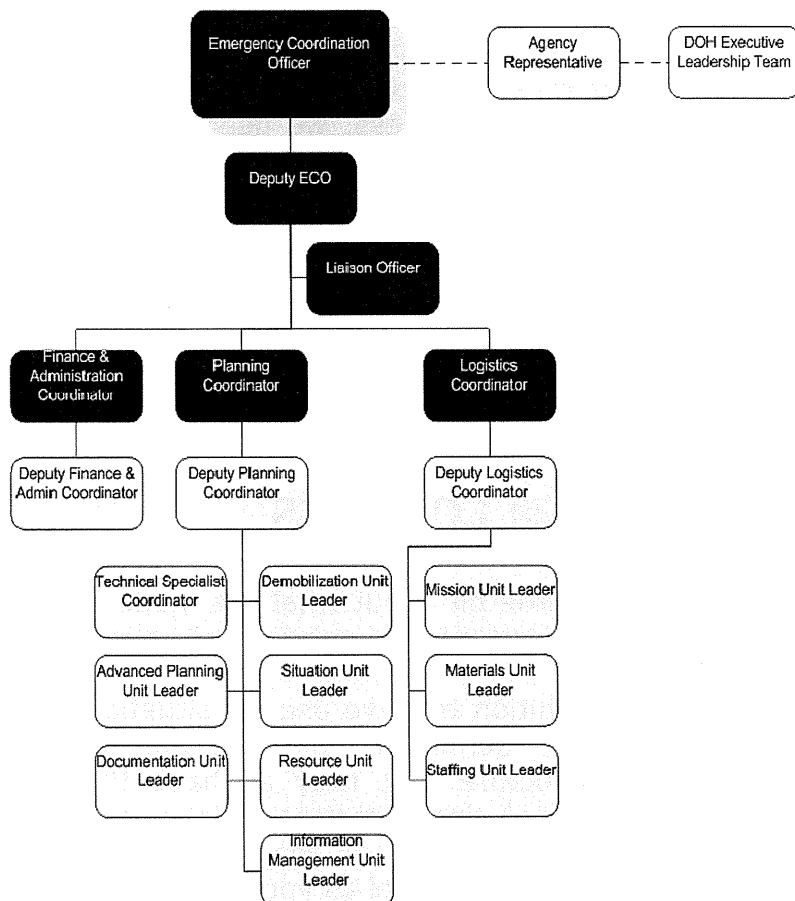 Emergency Coordination
Officer
Agency
Representative
DOH Executive
Leadership Team
Deputy ECO
Liaison Officer
Finance &
Administration
Coordinator
Planning
Coordinator
Logistics
Coordinator
Deputy Finance &
Admin Coordinator
Deputy Planning
Coordinator
Deputy Logistics
Coordinator
Technical Specialist
Coordinator
Demobilization Unit
Leader
Mission Unit Leader
Advanced Planning
Unit Leader
Situation Unit
Leader
Materials Unit
Leader
Documentation Unit
Leader
Resource Unit
Leader
Staffing Unit Leader
Information
Management Unit
Leader